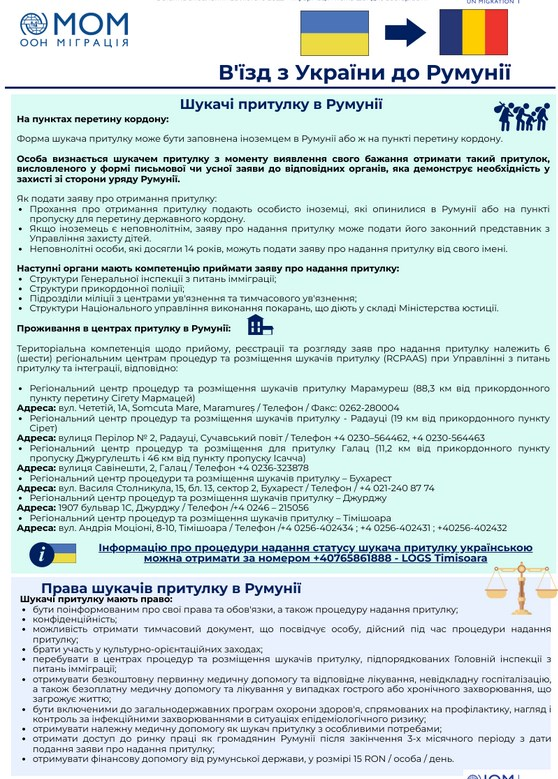 UN MIGRATION
МОМ
ООН МІГРАЦІЯ
В'їзд з України до Румунії
Шукачі притулку в Румунії
На пунктах перетину кордону:
Форма шукача притулку може бути заповнена іноземцем в Румунії або ж на пункті перетину кордону.
Особа визнається шукачем притулку з моменту виявлення свого бажання отримати такий притулок,
висловленого у формі письмової чи усної заяви до відповідних органів, яка демонструє необхідність у
захисті зі сторони уряду Румунії.
Як подати заяву про отримання притулку:
• Прохання про отримання притулку подають особисто іноземці, які опинилися в Румунії або на пункті
пропуску для перетину державного кордону.
• Якщо іноземець є неповнолітнім, заяву про надання притулку може подати його законний представник з
Управління захисту дітей.
• Неповнолітні особи, які досягли 14 років, можуть подати заяву про надання притулку від свого імені.
Наступні органи мають компетенцію приймати заяву про надання притулку:
• Структури Генеральної інспекції з питань імміграції;
• Структури прикордонної поліції;
• Підрозділи міліції з центрами ув'язнення та тимчасового ув'язнення;
• Структури Національного управління виконання покарань, що діють у складі Міністерства юстиції.
Проживання в центрах притулку в Румунії:
Територіальна компетенція щодо прийому, реєстрації та розгляду заяв про надання притулку належить 6
(шести) регіональним центрам процедур та розміщення шукачів притулку (RCPAAS) при Управлінні з питань
притулку та інтеграції, відповідно:
• Регіональний центр процедур та розміщення шукачів притулку Марамуреш (88,3 км від прикордонного
пункту перетину Сігету Мармацей)
Адреса: вул. Чететій, 1А, Somcuta Mare, Maramureș / Телефон / Факс: 0262-280004
• Регіональний центр процедур та розміщення шукачів притулку - Радауці (19 км від прикордонного пункту
Сірет)
Адреса: вулиця Перілор № 2, Радауці, Сучавський повіт / Телефон +4 0230–564462, +4 0230-564463
• Регіональний центр процедур та розміщення для притулку Галац (11,2 км від прикордонного пункту
пропуску Джургулешть і 46 км від пункту пропуску Ісачча)
Адреса: вулиця Савінешти, 2, Галац / Телефон +4 0236-323878
• Регіональний центр процедури та розміщення шукачів притулку – Бухарест
Адреса: вул. Василя Столникула, 15, бл. 13, сектор 2, Бухарест / Телефон / +4 021-240 87 74
• Регіональний центр процедур та розміщення шукачів притулку – Джурджу
Адреса: 1907 бульвар 1С, Джурджу / Телефон /+4 0246 – 215056
• Регіональний центр процедур та розміщення шукачів притулку – Тімішоара
Адреса: вул. Андрія Моціоні, 8-10, Тімішоара / Телефон /+4 0256-402434 ; +4 0256-402431 ; +40256-402432
Інформацію про процедури надання статусу шукача притулку українською
можна отримати за номером +40765861888 - LOGS Timisoara
Права шукачів притулку в Румунії
Шукачі притулку мають право:
• бути поінформованим про свої права та обов'язки, а також процедуру надання притулку;
• конфіденційність;
• можливість отримати тимчасовий документ, що посвідчує особу, дійсний під час процедури надання
притулку;
• брати участь у культурно-орієнтаційних заходах;
• перебувати в центрах процедур та розміщення шукачів притулку, підпорядкованих Головній інспекції з
питань імміграції;
• отримувати безкоштовну первинну медичну допомогу та відповідне лікування, невідкладну госпіталізацію,
а також безоплатну медичну допомогу та лікування у випадках гострого або хронічного захворювання, що
загрожує життю;
• бути включеними до загальнодержавних програм охорони здоров'я, спрямованих на профілактику, нагляд і
контроль за інфекційними захворюваннями в ситуаціях епідеміологічного ризику;
• отримувати належну медичну допомогу як шукач притулку з особливими потребами;
• отримати доступ до ринку праці як громадянин Румунії після закінчення 3-х місячного періоду з дати
подання заяви про надання притулку;
• отримувати фінансову допомогу від румунської держави, у розмірі 15 RON / особа / день.